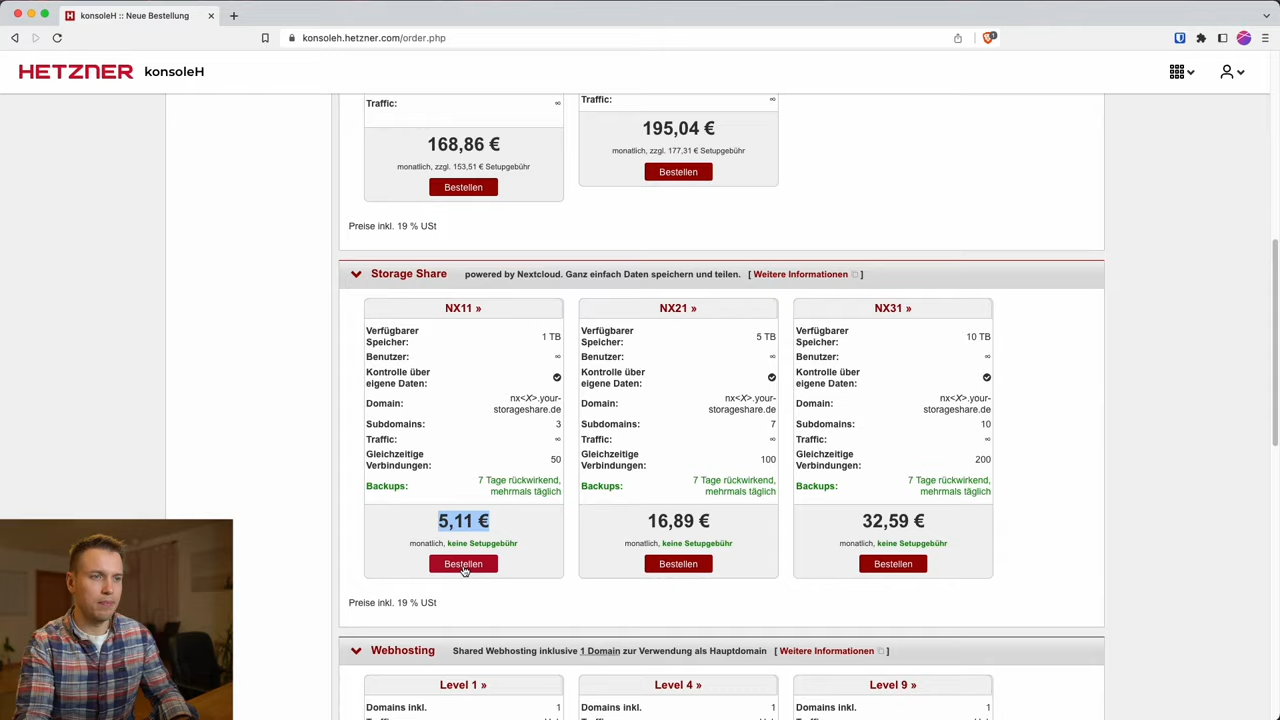 konsoleH :: Neue Bestellung
konsoleh.hetzner.com/order.php
1
HETZNER konsoleH
Traffic: ∞
168,86 €
monatlich, zzgl. 153,51 € Setupgebühr
Bestellen
Traffic: ∞
195,04 €
monatlich, zzgl. 177,31 € Setupgebühr
Bestellen
Preise inkl. 19 % USt
Storage Share powered by Nextcloud. Ganz einfach Daten speichern und teilen. [ Weitere Informationen ]
NX11 »
Verfügbarer
Speicher: 1 TB
Benutzer: ∞
Kontrolle über
eigene Daten:
Domain: nx<X>.your-
storageshare.de
Subdomains: 3
Traffic: ∞
Gleichzeitige
Verbindungen: 50
Backups: 7 Tage rückwirkend,
mehrmals täglich
5,11 €
monatlich, keine Setupgebühr
Bestellen
NX21 »
Verfügbarer
Speicher: 5 TB
Benutzer: ∞
Kontrolle über
eigene Daten:
Domain: nx<X>.your-
storageshare.de
Subdomains: 7
Traffic: ∞
Gleichzeitige
Verbindungen: 100
Backups: 7 Tage rückwirkend,
mehrmals täglich
16,89 €
monatlich, keine Setupgebühr
Bestellen
NX31 »
Verfügbarer
Speicher: 10 TB
Benutzer: ∞
Kontrolle über
eigene Daten:
Domain: nx<X>.your-
storageshare.de
Subdomains: 10
Traffic: ∞
Gleichzeitige
Verbindungen: 200
Backups: 7 Tage rückwirkend,
mehrmals täglich
32,59 €
monatlich, keine Setupgebühr
Bestellen
Preise inkl. 19 % USt
Webhosting Shared Webhosting inklusive 1 Domain zur Verwendung als Hauptdomain [ Weitere Informationen ]
Level 1 »
Domains inkl. 1
Level 4 »
Domains inkl. 1
Level 9 »
Domains inkl. 1